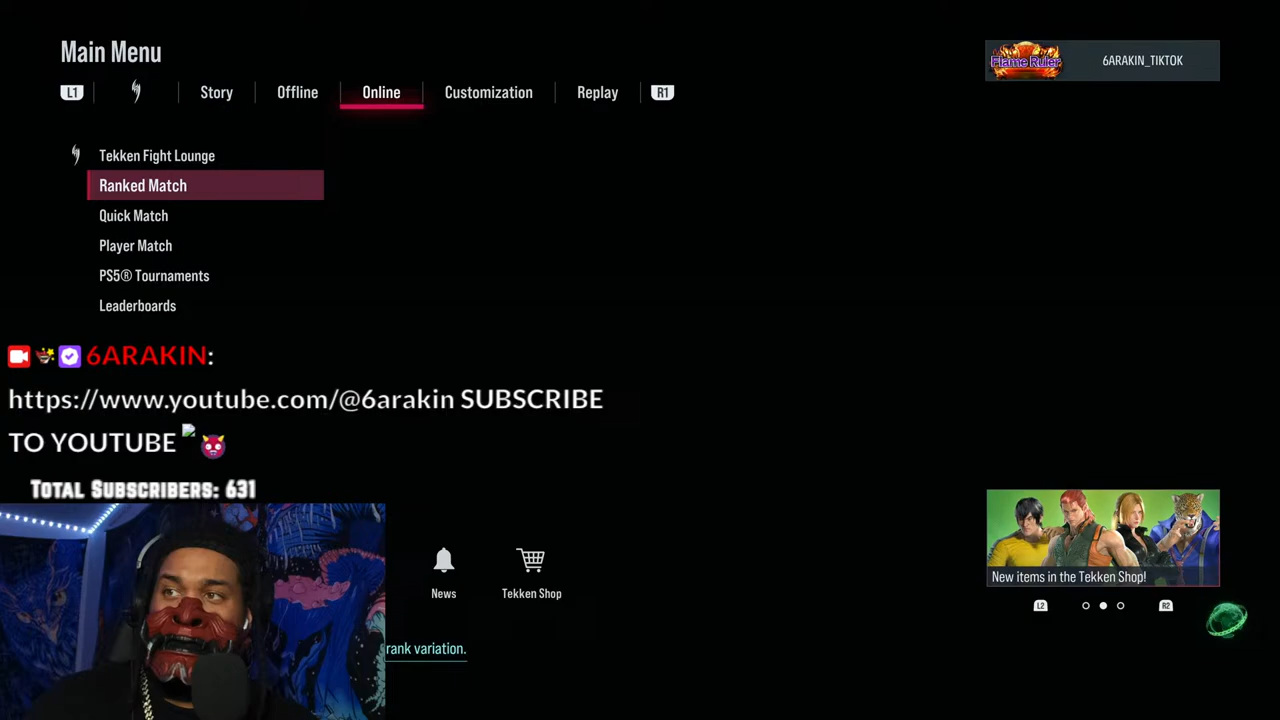 Main Menu
Flame Ruler
6ARAKIN_TIKTOK
L1
Story
Offline
Online
Customization
Replay
R1
Tekken Fight Lounge
Ranked Match
Quick Match
Player Match
PS5® Tournaments
Leaderboards
6ARAKIN:
https://www.youtube.com/@6arakin SUBSCRIBE
TO YOUTUBE
TOTAL SUBSCRIBERS: 631
News
Tekken Shop
New items in the Tekken Shop!
L2
R2
rank variation.